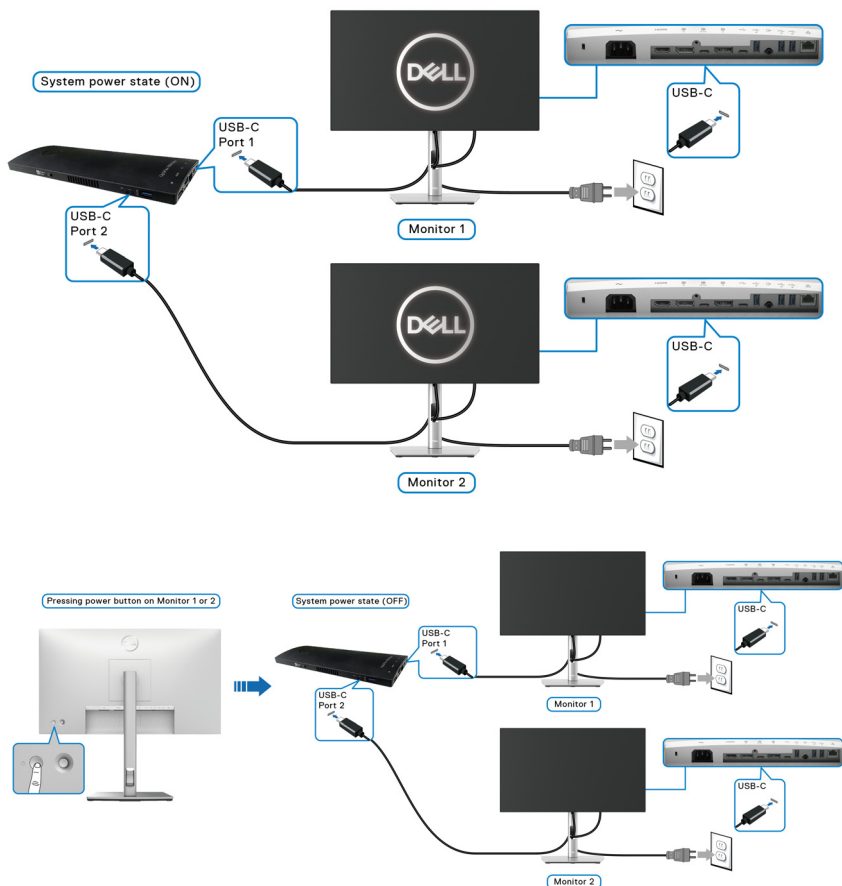 System power state (ON)
USB-C
Port 1
DELL
USB-C
Monitor 1
USB-C
Port 2
DELL
USB-C
Monitor 2
Pressing power button on Monitor 1 or 2
System power state (OFF)
USB-C
Port 1
USB-C
Monitor 1
USB-C
Port 2
USB-C
Monitor 2